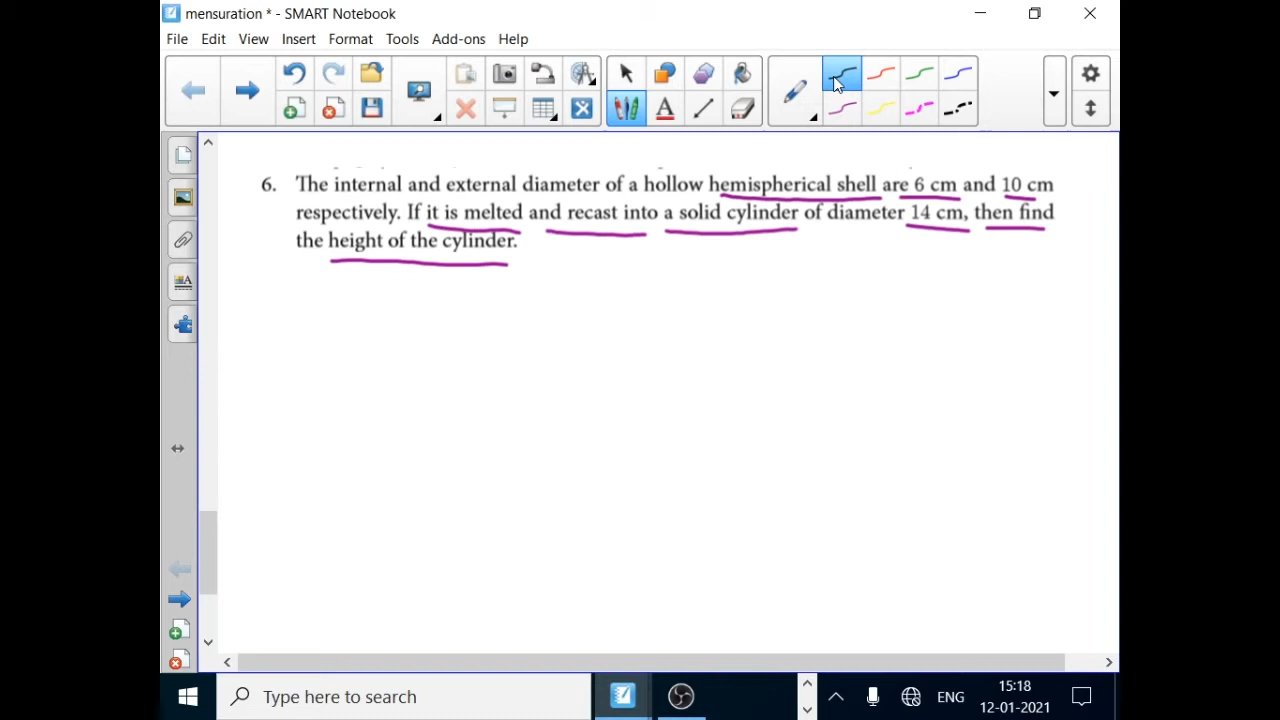 mensuration * - SMART Notebook
File Edit View Insert Format Tools Add-ons Help
6. The internal and external diameter of a hollow hemispherical shell are 6 cm and 10 cm
respectively. If it is melted and recast into a solid cylinder of diameter 14 cm, then find
the height of the cylinder.
Type here to search
ENG
15:18
12-01-2021